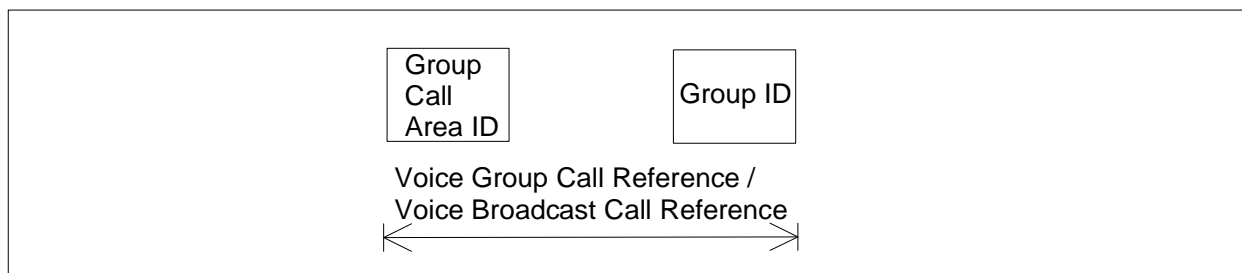 Group
Call
Area ID
Group ID
Voice Group Call Reference /
Voice Broadcast Call Reference